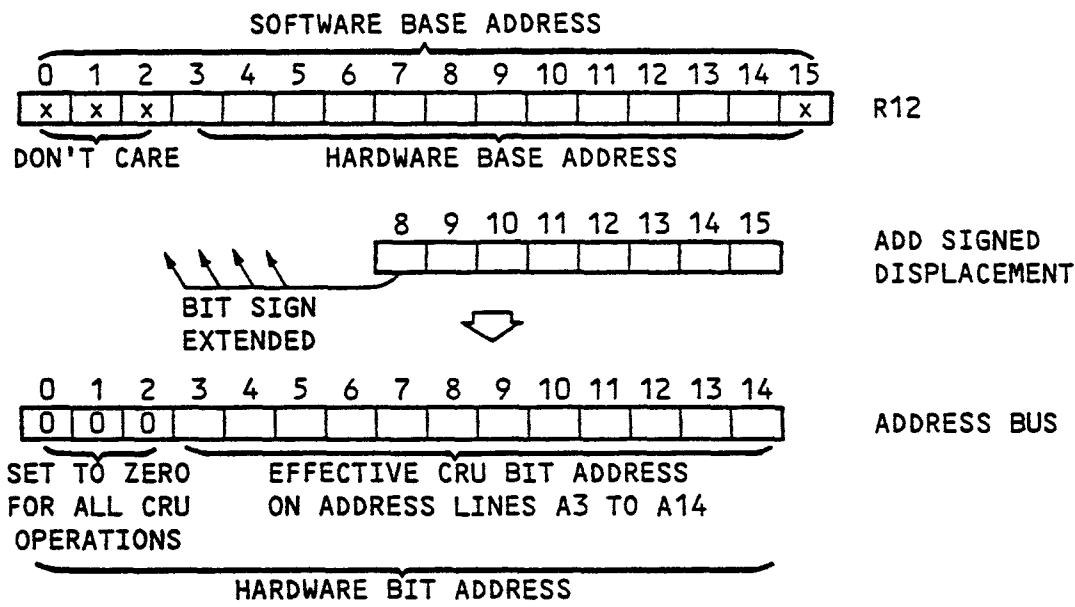 SOFTWARE BASE ADDRESS
0 1 2 3 4 5 6 7 8 9 10 11 12 13 14 15
x x x x R12
DON'T CARE HARDWARE BASE ADDRESS
8 9 10 11 12 13 14 15
ADD SIGNED
DISPLACEMENT
BIT SIGN
EXTENDED
0 1 2 3 4 5 6 7 8 9 10 11 12 13 14
0 0 0 ADDRESS BUS
SET TO ZERO EFFECTIVE CRU BIT ADDRESS
FOR ALL CRU ON ADDRESS LINES A3 TO A14
OPERATIONS
HARDWARE BIT ADDRESS